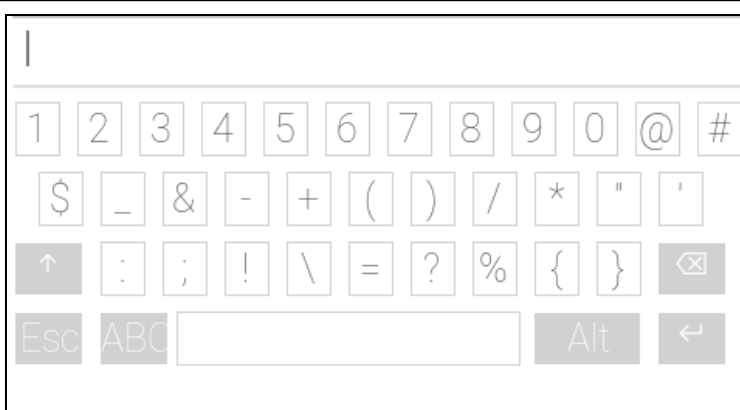 1 2 3 4 5 6 7 8 9 0 @ #
$ _ & - + ( ) / * " '
↑ : ; ! \ = ? % { } ⌫
Esc ABC Alt ↵